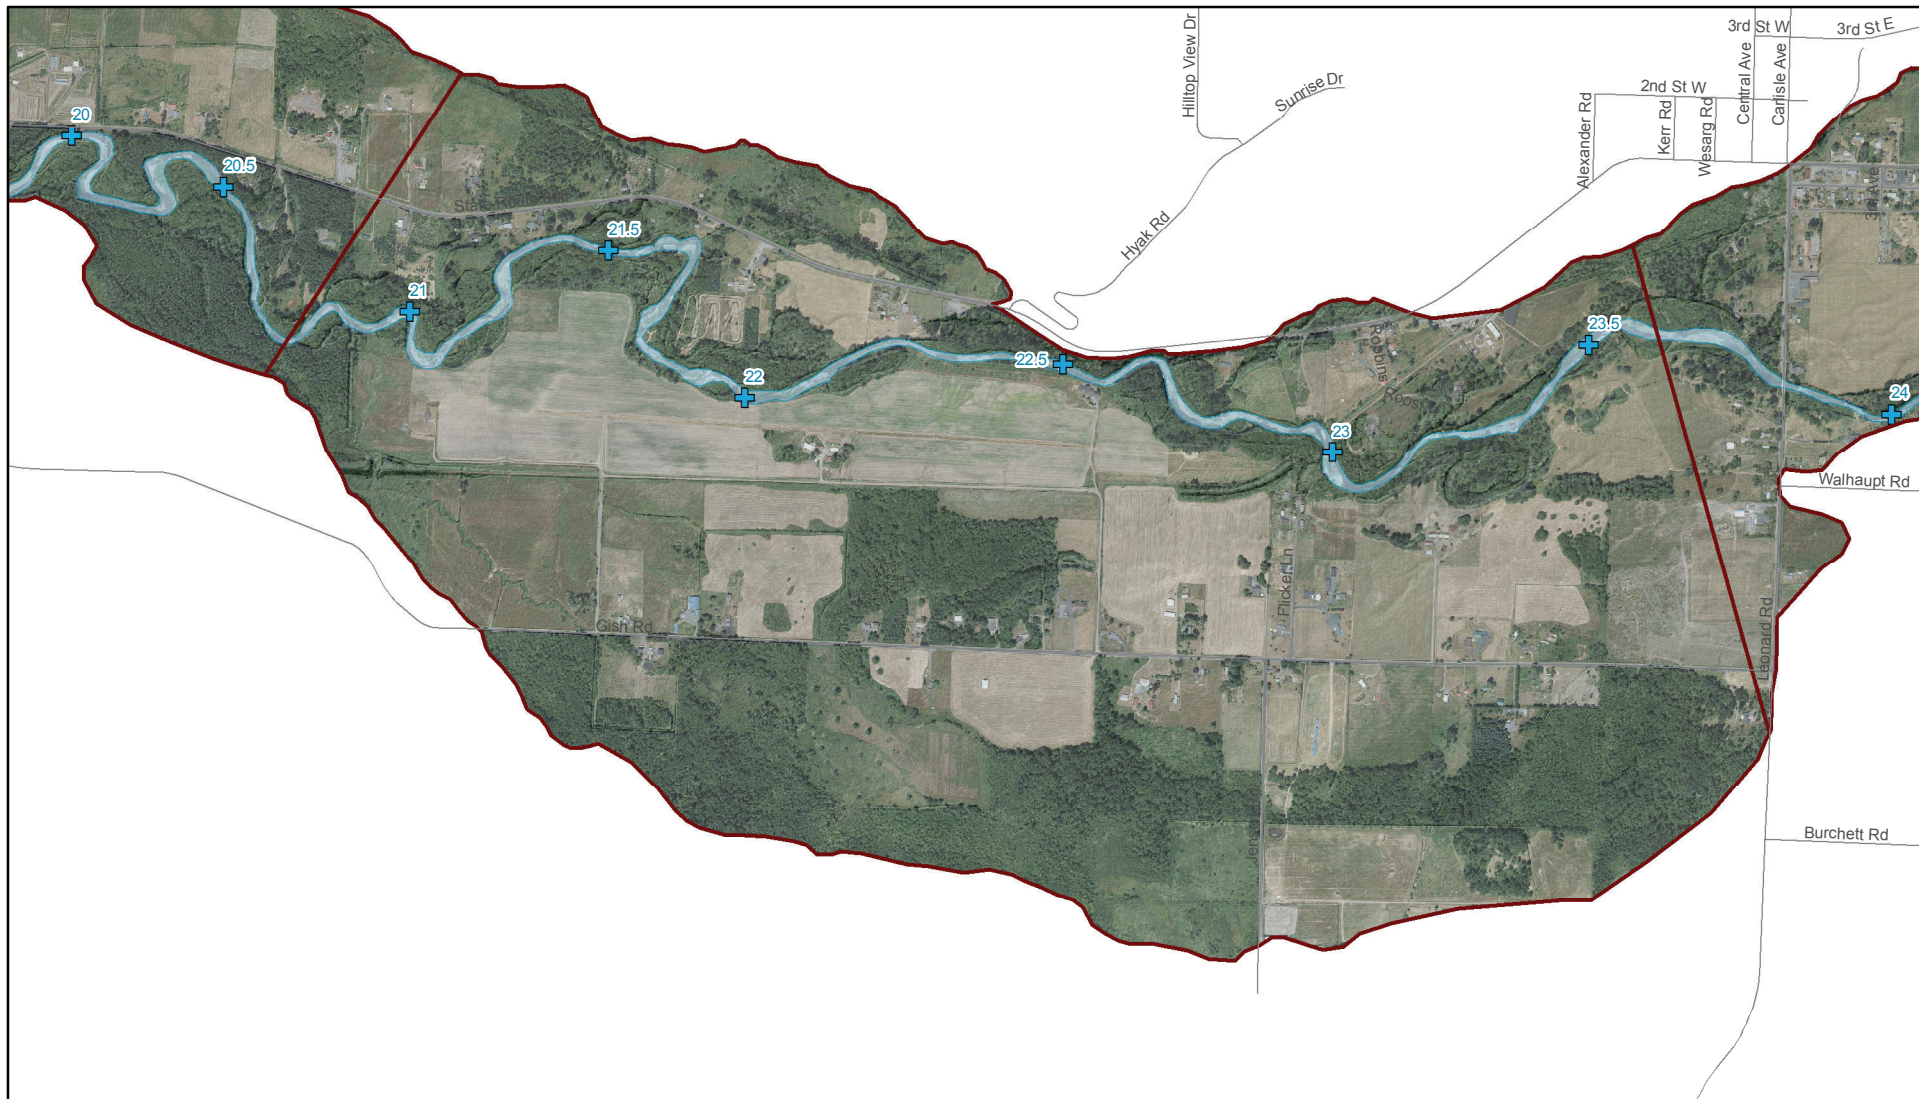 3rd St W
3rd St E
Hilltop View Dr
Sunrise Dr
2nd St W
Central Ave
Carlisle Ave
Alexander Rd
Kerr Rd
Wesarg Rd
20
20.5
State
21.5
Hyak Rd
21
22
22.5
Robbins
23
23.5
24
Walhaupt Rd
Flicker Ln
Gish Rd
Leonard Rd
Burchett Rd